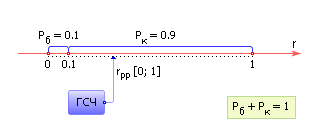 Pб = 0.1 Pк = 0.9
r
0 0.1 1
rрр [0; 1]
ГСЧ
Pб + Pк = 1